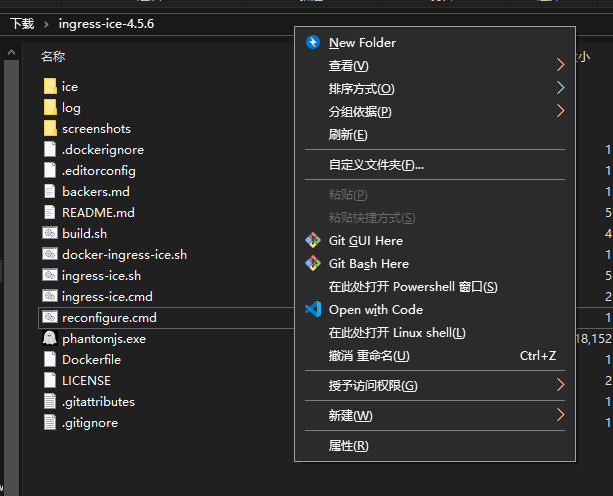 下载 > ingress-ice-4.5.6
名称
ice
log
screenshots
.dockerignore
.editorconfig
backers.md
README.md
build.sh
docker-ingress-ice.sh
ingress-ice.sh
ingress-ice.cmd
reconfigure.cmd
phantomjs.exe
Dockerfile
LICENSE
.gitattributes
.gitignore
New Folder
查看(V)
排序方式(O)
分组依据(P)
刷新(E)
自定义文件夹(F)...
粘贴(P)
粘贴快捷方式(S)
Git GUI Here
Git Bash Here
在此处打开 Powershell 窗口(S)
Open with Code
在此处打开 Linux shell(L)
撤消 重命名(U) Ctrl+Z
授予访问权限(G)
新建(W)
属性(R)
小
1
1
1
5
4
1
5
2
1
18,152
1
2
1
1